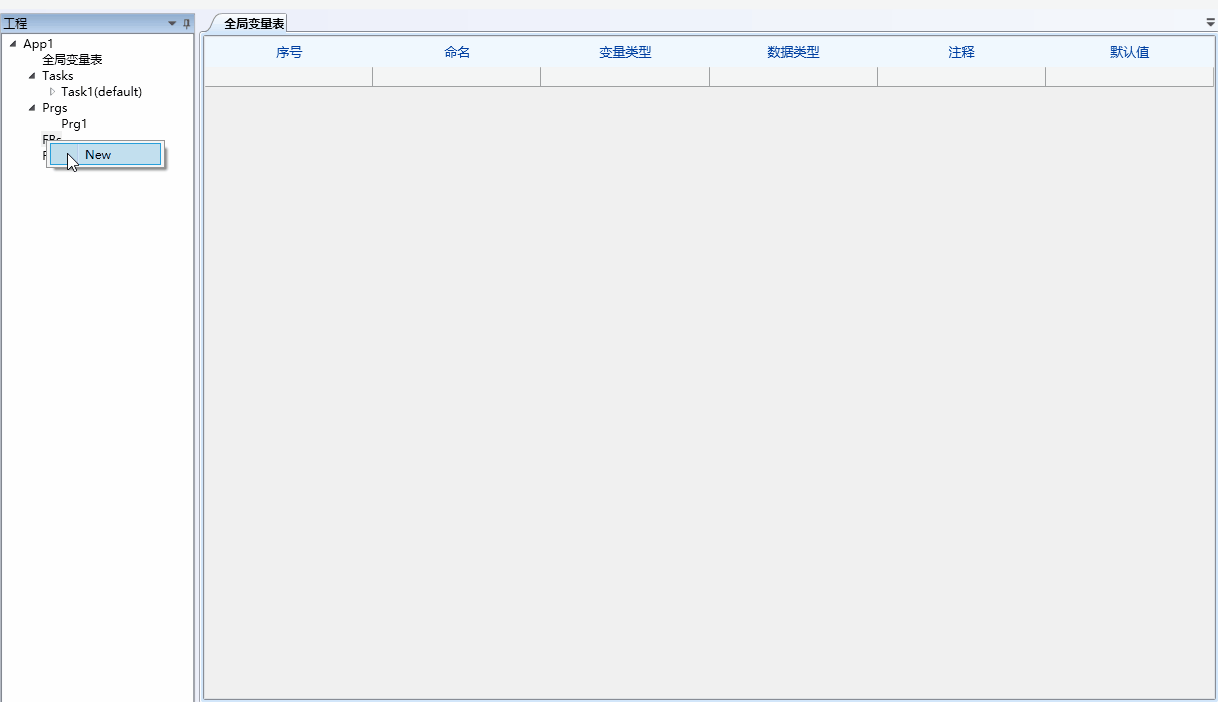 工程
全局变量表
App1
全局变量表
Tasks
Task1(default)
Prgs
Prg1
FBs
New
序号 命名 变量类型 数据类型 注释 默认值